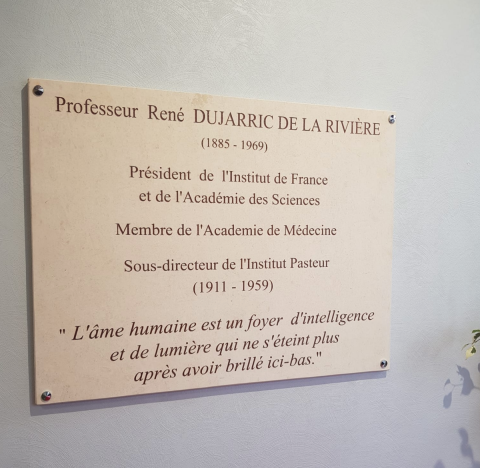 Professeur René DUJARRIC DE LA RIVIÈRE
(1885 - 1969)
Président de l'Institut de France
et de l'Académie des Sciences
Membre de l'Academie de Médecine
Sous-directeur de l'Institut Pasteur
(1911 - 1959)
" L'âme humaine est un foyer d'intelligence
et de lumière qui ne s'éteint plus
après avoir brillé ici-bas."